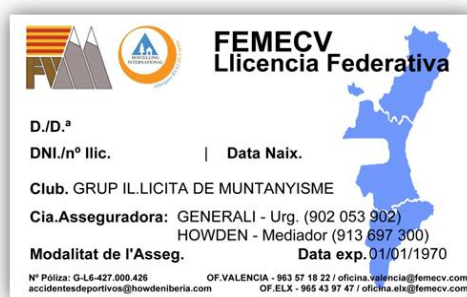 FEMECV
Llicencia Federativa
HOSTELLING
INTERNATIONAL
D./D.ª
DNI./nº llic. | Data Naix.
Club. GRUP IL.LICITA DE MUNTANYISME
Cia.Asseguradora: GENERALI - Urg. (902 053 902)
HOWDEN - Mediador (913 697 300)
Modalitat de l'Asseg. Data exp.01/01/1970
Nº Póliza: G-L6-427.000.426 OF.VALENCIA - 963 57 18 22 / oficina.valencia@femecv.com
accidentesdeportivos@howdeniberia.com OF.ELX - 965 43 97 47 / oficina.elx@femecv.com